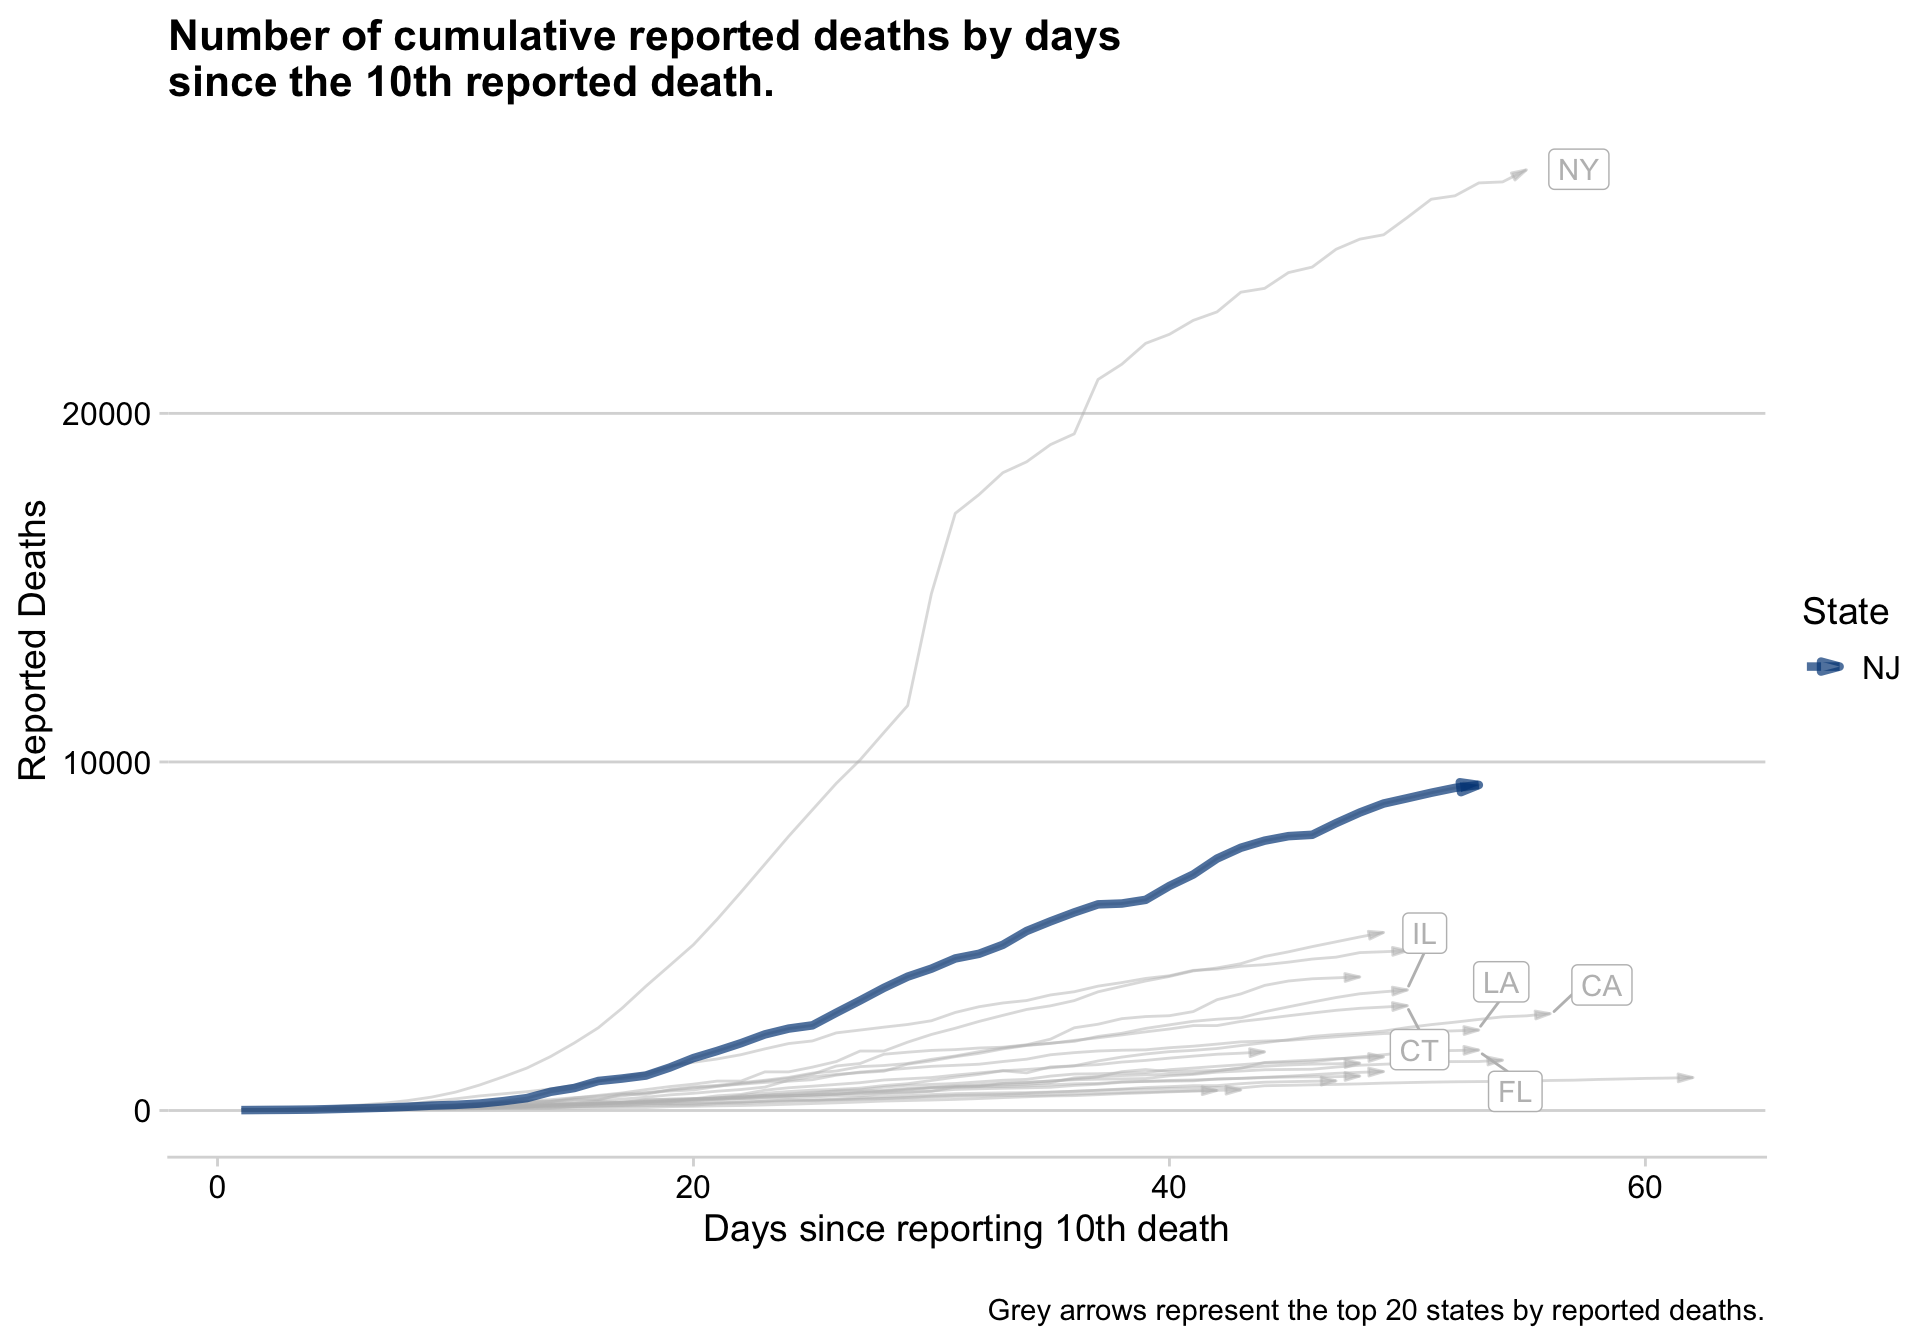 Number of cumulative reported deaths by days
since the 10th reported death.
NY
20000
Reported Deaths
State
NJ
10000
IL
LA
CA
CT
FL
0
0
20
40
60
Days since reporting 10th death
Grey arrows represent the top 20 states by reported deaths.